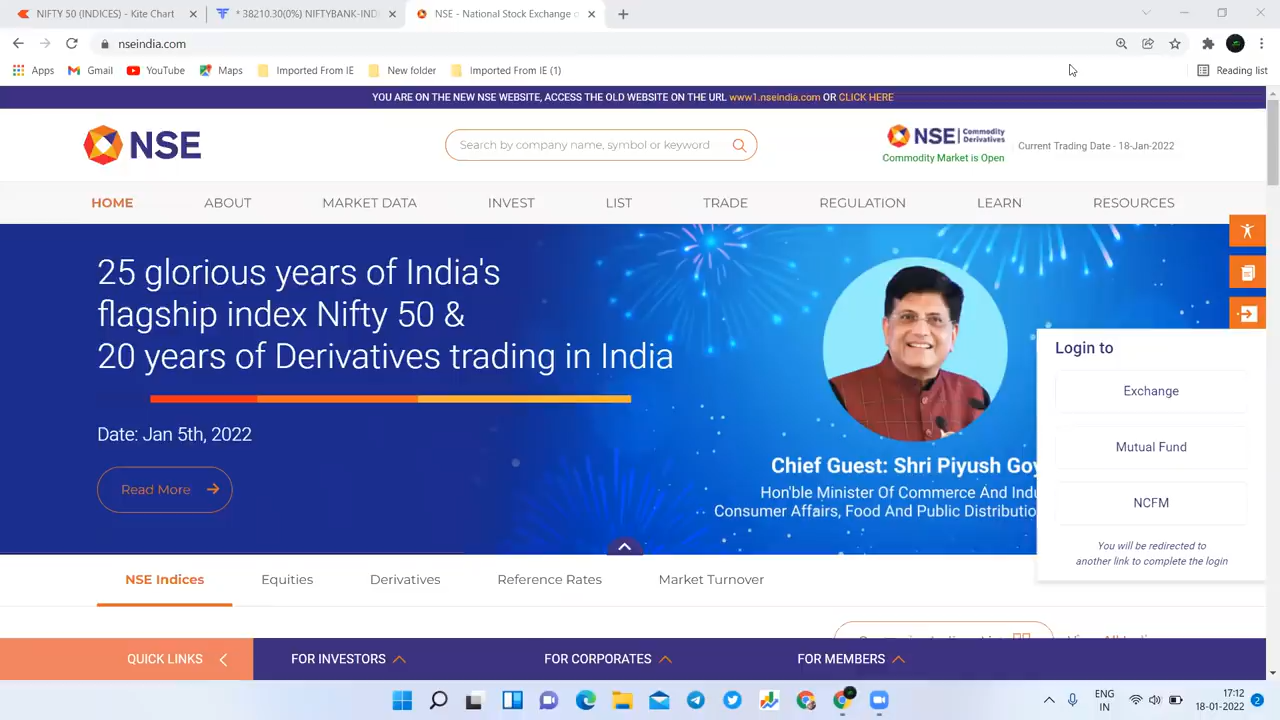 NIFTY 50 (INDICES) - Kite Chart
* 38210.30(0%) NIFTYBANK-IND
NSE - National Stock Exchange o
nseindia.com
Apps
Gmail
YouTube
Maps
Imported From IE
New folder
Imported From IE (1)
Reading list
YOU ARE ON THE NEW NSE WEBSITE, ACCESS THE OLD WEBSITE ON THE URL www1.nseindia.com OR CLICK HERE
NSE
Search by company name, symbol or keyword
NSE | Commodity Derivatives
Commodity Market is Open
Current Trading Date - 18-Jan-2022
HOME
ABOUT
MARKET DATA
INVEST
LIST
TRADE
REGULATION
LEARN
RESOURCES
25 glorious years of India's
flagship index Nifty 50 &
20 years of Derivatives trading in India
Date: Jan 5th, 2022
Read More
Chief Guest: Shri Piyush Goy
Hon'ble Minister Of Commerce And Indu
Consumer Affairs, Food And Public Distributio
Login to
Exchange
Mutual Fund
NCFM
You will be redirected to
another link to complete the login
NSE Indices
Equities
Derivatives
Reference Rates
Market Turnover
QUICK LINKS
FOR INVESTORS
FOR CORPORATES
FOR MEMBERS
ENG
IN
17:12
18-01-2022
2